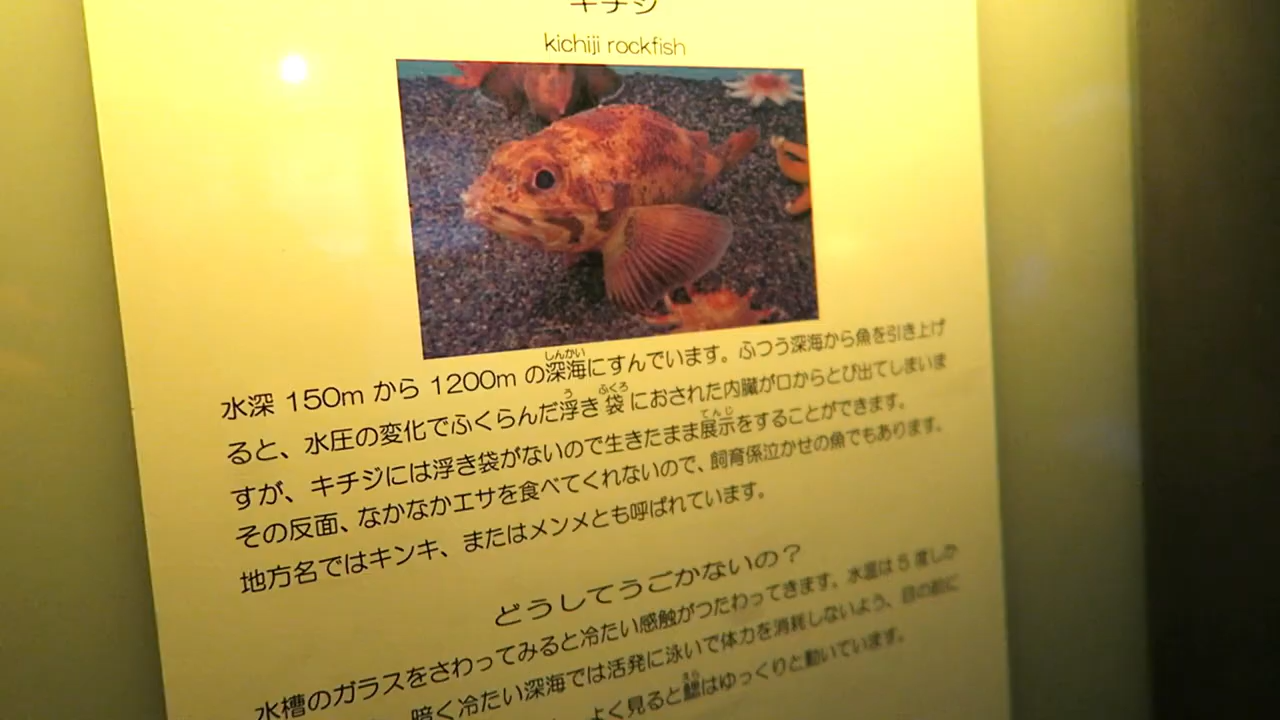 キチジ
kichiji rockfish
しんかい
水深 150m から 1200m の深海にすんでいます。ふつう深海から魚を引き上げ
う ふくろ
ると、水圧の変化でふくらんだ浮き袋におされた内臓が口からとび出てしまいま
てんじ
すが、キチジには浮き袋がないので生きたまま展示をすることができます。
その反面、なかなかエサを食べてくれないので、飼育係泣かせの魚でもあります。
地方名ではキンキ、またはメンメとも呼ばれています。
どうしてうごかないの？
水槽のガラスをさわってみると冷たい感触がつたわってきます。水温は 5 度しか
暗く冷たい深海では活発に泳いで体力を消耗しないよう、目の前に
えら
よく見ると鰓はゆっくりと動いています。